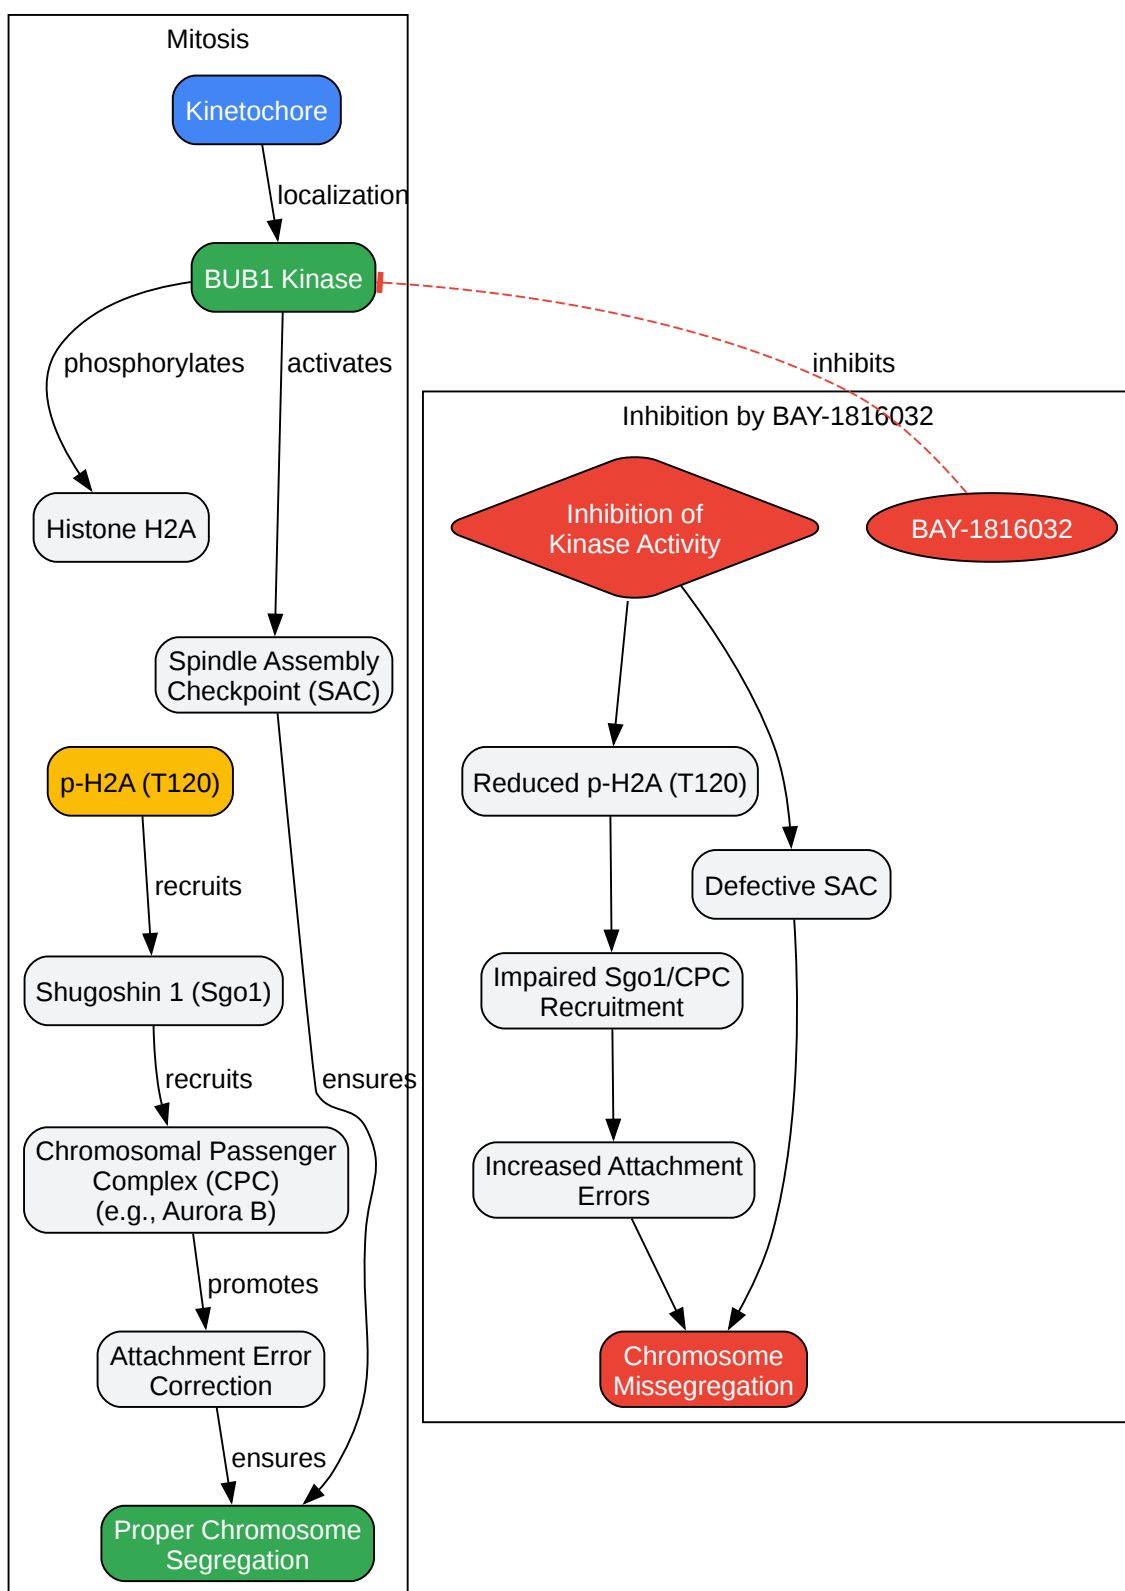 Mitosis
Kinetochore
localization
BUB1 Kinase
phosphorylates
activates
Histone H2A
Spindle Assembly
Checkpoint (SAC)
p-H2A (T120)
recruits
Shugoshin 1 (Sgo1)
recruits
ensures
Chromosomal Passenger
Complex (CPC)
(e.g., Aurora B)
promotes
Attachment Error
Correction
ensures
Proper Chromosome
Segregation
inhibits
Inhibition by BAY-1816032
Inhibition of
Kinase Activity
BAY-1816032
Reduced p-H2A (T120)
Defective SAC
Impaired Sgo1/CPC
Recruitment
Increased Attachment
Errors
Chromosome
Missegregation